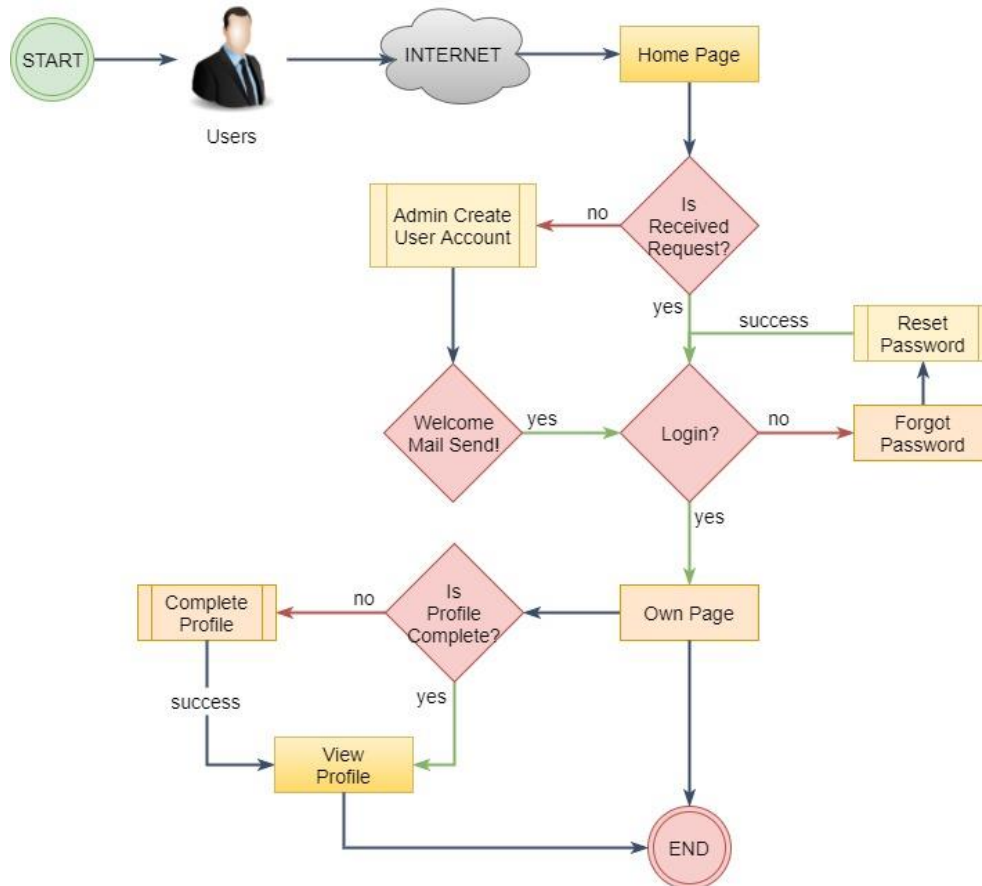 START
Users
INTERNET
Home Page
Is
Received
Request?
no
Admin Create
User Account
yes
success
Reset
Password
Welcome
Mail Send!
yes
Login?
no
Forgot
Password
yes
Own Page
Is
Profile
Complete?
no
Complete
Profile
success
yes
View
Profile
END